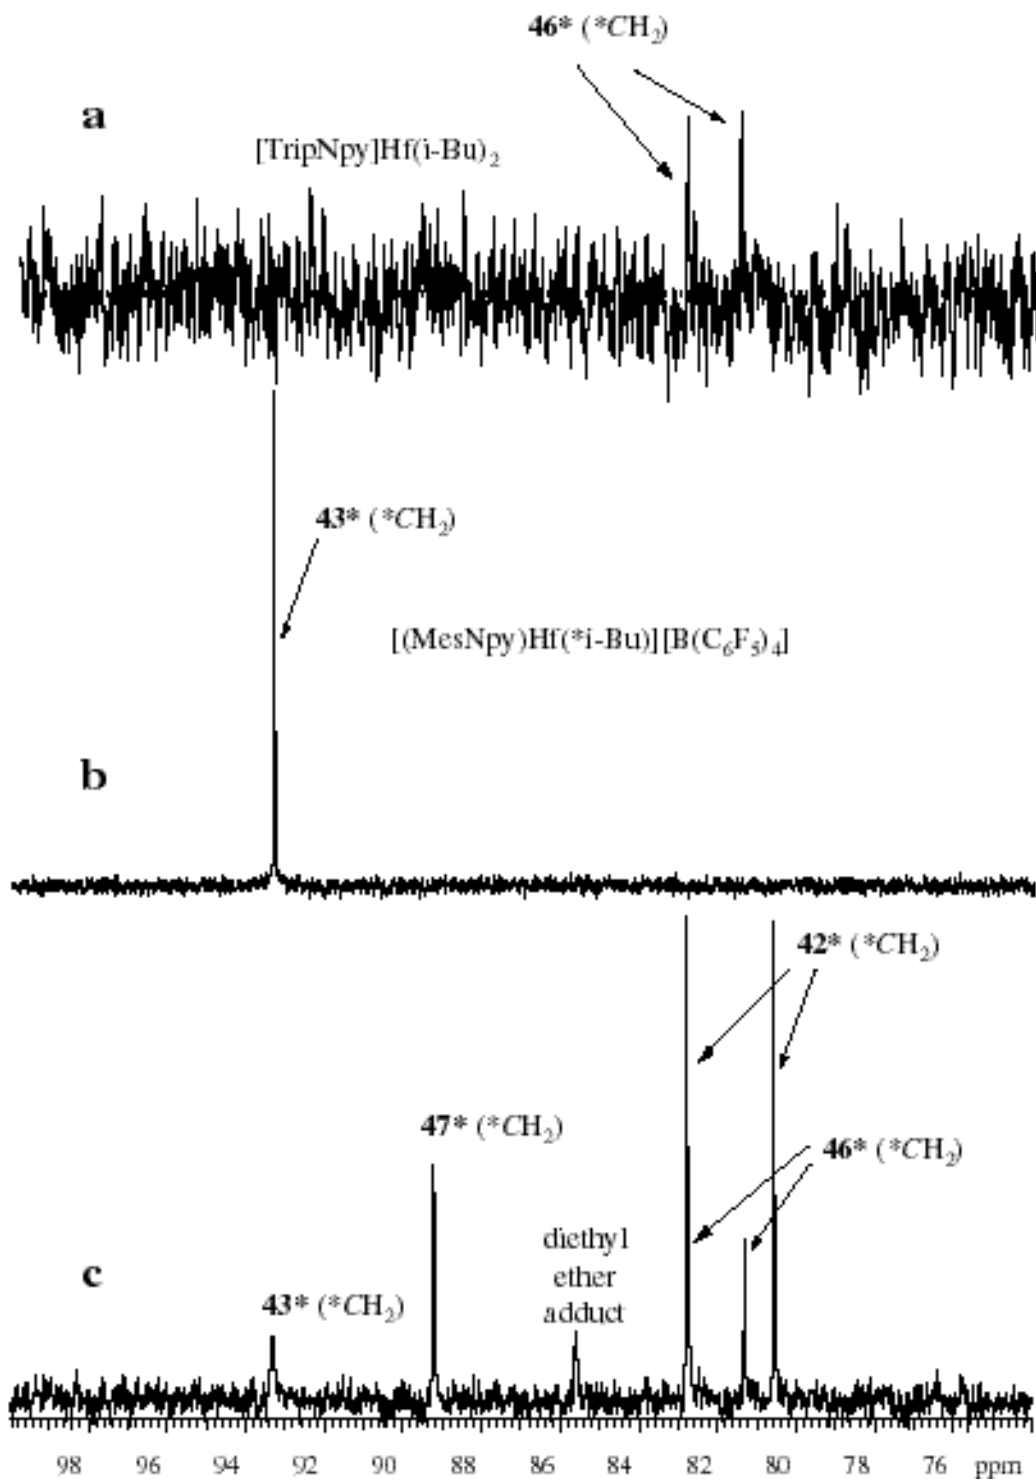 46* (*CH₂)
a
[TripNpy]Hf(i-Bu)₂
43* (*CH₂)
[(MesNpy)Hf(*i-Bu)][B(C₆F₅)₄]
b
42* (*CH₂)
47* (*CH₂)
46* (*CH₂)
diethyl
ether
adduct
c
43* (*CH₂)
98 96 94 92 90 88 86 84 82 80 78 76 ppm